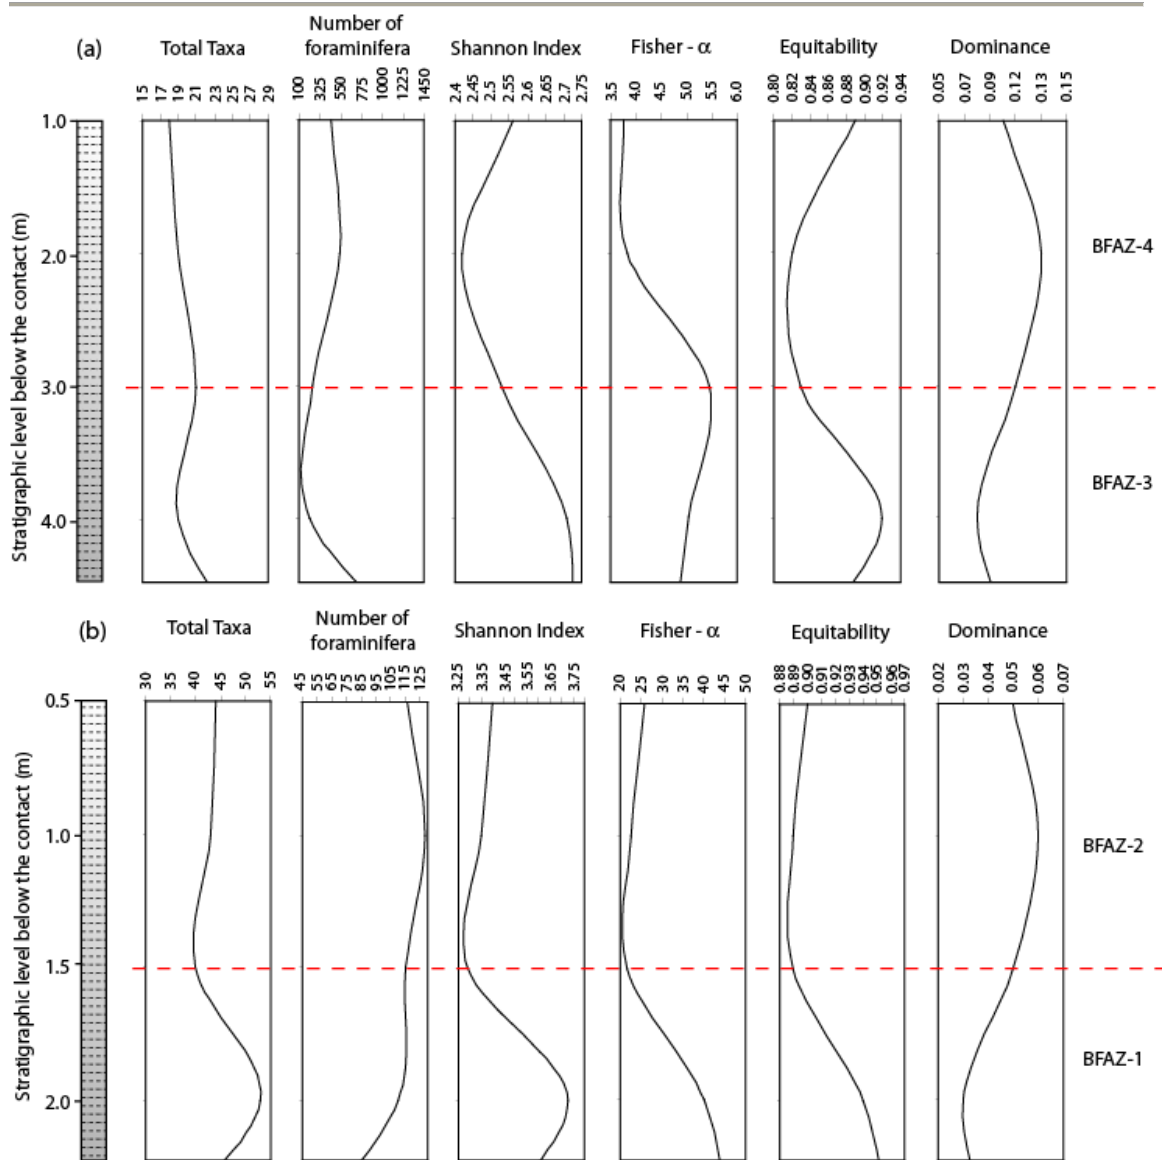 (a)
Total Taxa
Number of
foraminifera
Shannon Index
Fisher - α
Equitability
Dominance
15 17 19 21 23 25 27 29
100 325 550 775 1000 1225 1450
2.4 2.45 2.5 2.55 2.6 2.65 2.7 2.75
3.5 4.0 4.5 5.0 5.5 6.0
0.80 0.82 0.84 0.86 0.88 0.90 0.92 0.94
0.05 0.07 0.09 0.12 0.13 0.15
Stratigraphic level below the contact (m)
1.0
2.0
3.0
4.0
BFAZ-4
BFAZ-3
(b)
Total Taxa
Number of
foraminifera
Shannon Index
Fisher - α
Equitability
Dominance
30 35 40 45 50 55
45 55 65 75 85 95 105 115 125
3.25 3.35 3.45 3.55 3.65 3.75
20 25 30 35 40 45 50
0.88 0.89 0.90 0.91 0.92 0.93 0.94 0.95 0.96 0.97
0.02 0.03 0.04 0.05 0.06 0.07
Stratigraphic level below the contact (m)
0.5
1.0
1.5
2.0
BFAZ-2
BFAZ-1